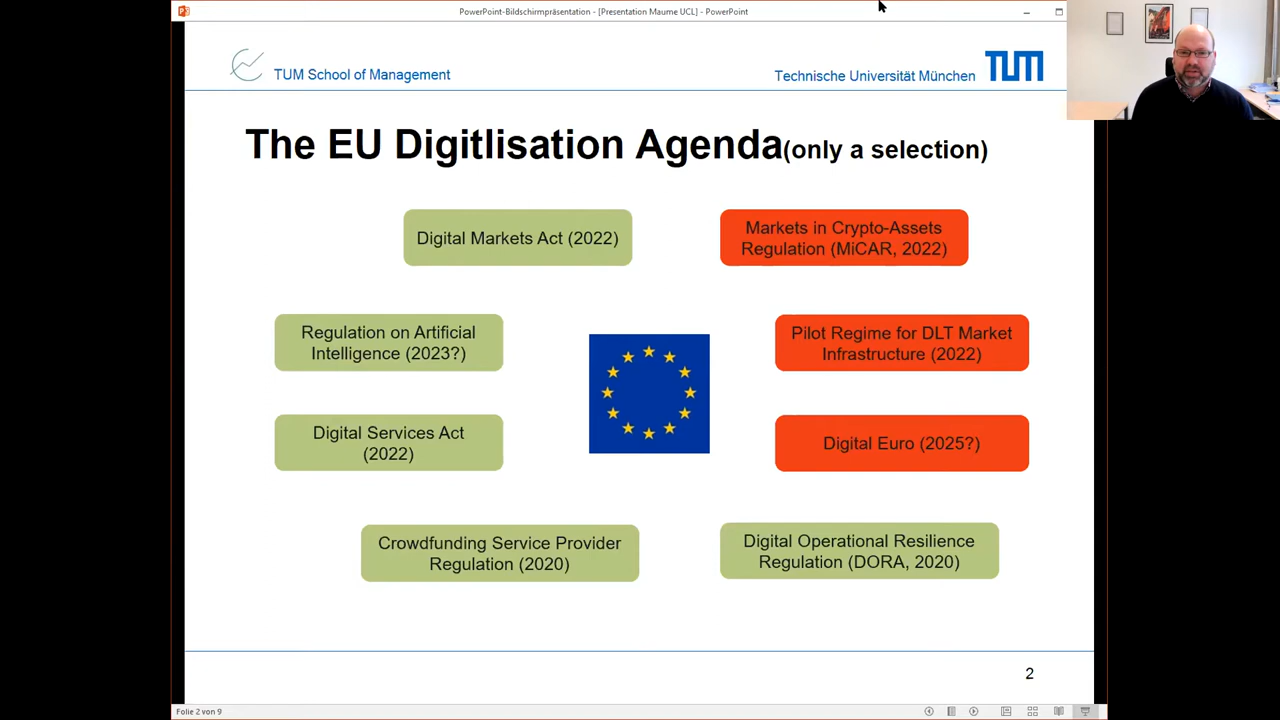 PowerPoint-Bildschirmpräsentation - [Presentation Maume UCL] - PowerPoint
TUM School of Management
Technische Universität München
TUM
The EU Digitlisation Agenda(only a selection)
Digital Markets Act (2022)
Markets in Crypto-Assets
Regulation (MiCAR, 2022)
Regulation on Artificial
Intelligence (2023?)
Pilot Regime for DLT Market
Infrastructure (2022)
Digital Services Act
(2022)
Digital Euro (2025?)
Crowdfunding Service Provider
Regulation (2020)
Digital Operational Resilience
Regulation (DORA, 2020)
2
Folie 2 von 9